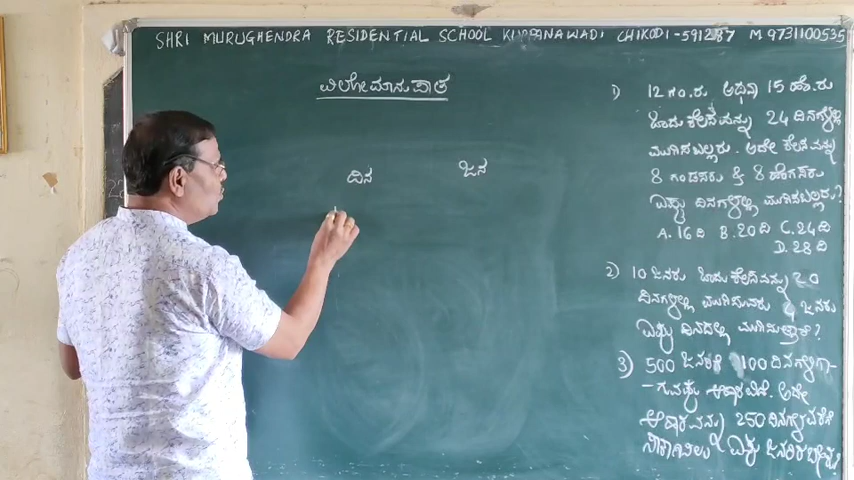 SHRI MURUGHENDRA RESIDENTIAL SCHOOL KUPPANAWADI CHIKODI-591287 M 9731100535
ವಿಲೋಮಾನುಪಾತ
ದಿನ ಜನ
1) 12 ಗಂ.ರು ಅಥವಾ 15 ಹೆ.ರು
ಒಂದು ಕೆಲಸವನ್ನು 24 ದಿನಗಳಲ್ಲಿ
ಮುಗಿಸಬಲ್ಲರು. ಅದೇ ಕೆಲಸವನ್ನು
8 ಗಂಡಸರು & 8 ಹೆಂಗಸರು
ಎಷ್ಟು ದಿನಗಳಲ್ಲಿ ಮುಗಿಸಬಲ್ಲರು?
A. 16 ದಿ B. 20 ದಿ C. 24 ದಿ
D. 28 ದಿ
2) 10 ಜನರು ಒಂದು ಕೆಲಸವನ್ನು 20
ದಿನಗಳಲ್ಲಿ ಮುಗಿಸುವರು ಜನರು
ಎಷ್ಟು ದಿನದಲ್ಲಿ ಮುಗಿಸುತ್ತಾರೆ?
3) 500 ಜನರಿಗೆ 100 ದಿನಗಳಿಗಾ-
-ಗುವಷ್ಟು ಆಹಾರವಿದೆ. ಅದೇ
ಆಹಾರವನ್ನು 250 ದಿನಗಳವರೆಗೆ
ಎಷ್ಟು